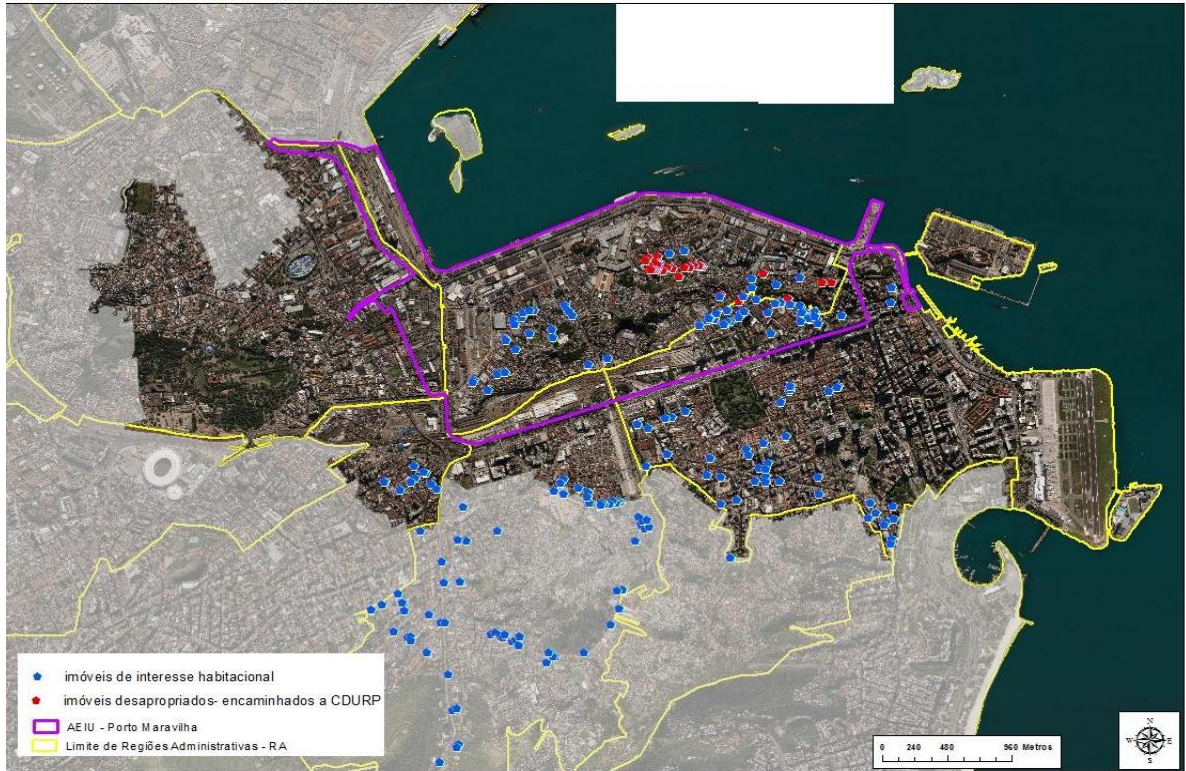 imóveis de interesse habitacional
imóveis desapropriados- encaminhados a CDURP
AEIU - Porto Maravilha
Limite de Regiões Administrativas - RA
0 240 480 960 Metros
N
W E
S